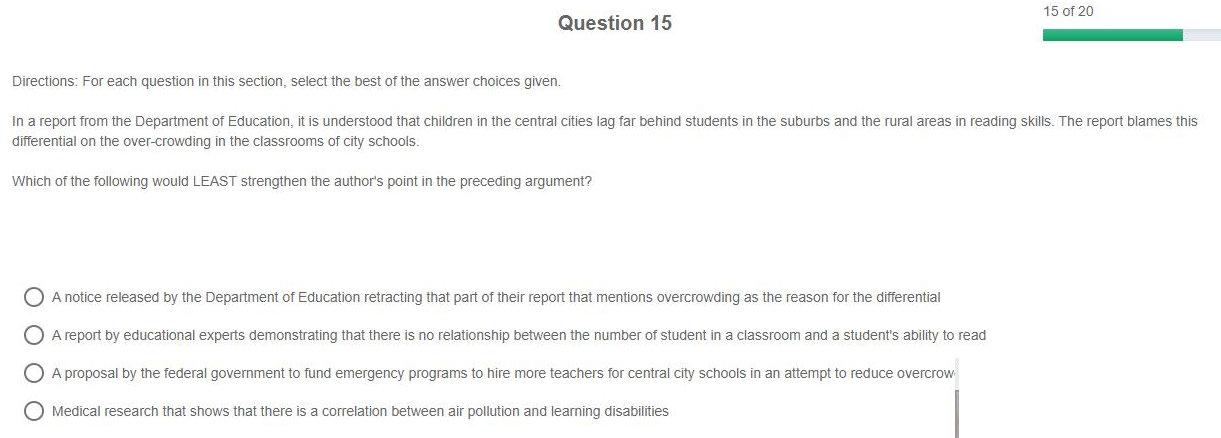 Question 15
15 of 20
Directions: For each question in this section, select the best of the answer choices given.
In a report from the Department of Education, it is understood that children in the central cities lag far behind students in the suburbs and the rural areas in reading skills. The report blames this
differential on the over-crowding in the classrooms of city schools.
Which of the following would LEAST strengthen the author's point in the preceding argument?
A notice released by the Department of Education retracting that part of their report that mentions overcrowding as the reason for the differential
A report by educational experts demonstrating that there is no relationship between the number of student in a classroom and a student's ability to read
A proposal by the federal government to fund emergency programs to hire more teachers for central city schools in an attempt to reduce overcrow
Medical research that shows that there is a correlation between air pollution and learning disabilities